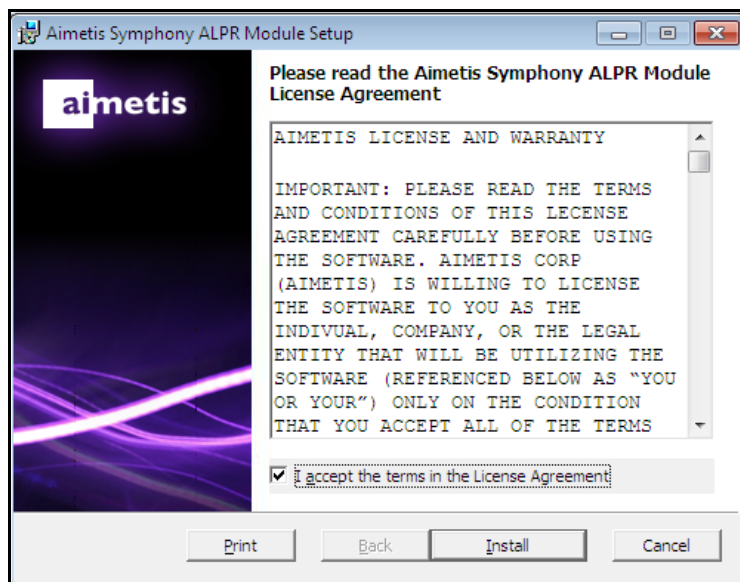 Aimetis Symphony ALPR Module Setup
aimetis
Please read the Aimetis Symphony ALPR Module
License Agreement
AIMETIS LICENSE AND WARRANTY
IMPORTANT: PLEASE READ THE TERMS
AND CONDITIONS OF THIS LECENSE
AGREEMENT CAREFULLY BEFORE USING
THE SOFTWARE. AIMETIS CORP
(AIMETIS) IS WILLING TO LICENSE
THE SOFTWARE TO YOU AS THE
INDIVUAL, COMPANY, OR THE LEGAL
ENTITY THAT WILL BE UTILIZING THE
SOFTWARE (REFERENCED BELOW AS “YOU
OR YOUR”) ONLY ON THE CONDITION
THAT YOU ACCEPT ALL OF THE TERMS
I accept the terms in the License Agreement
Print Back Install Cancel